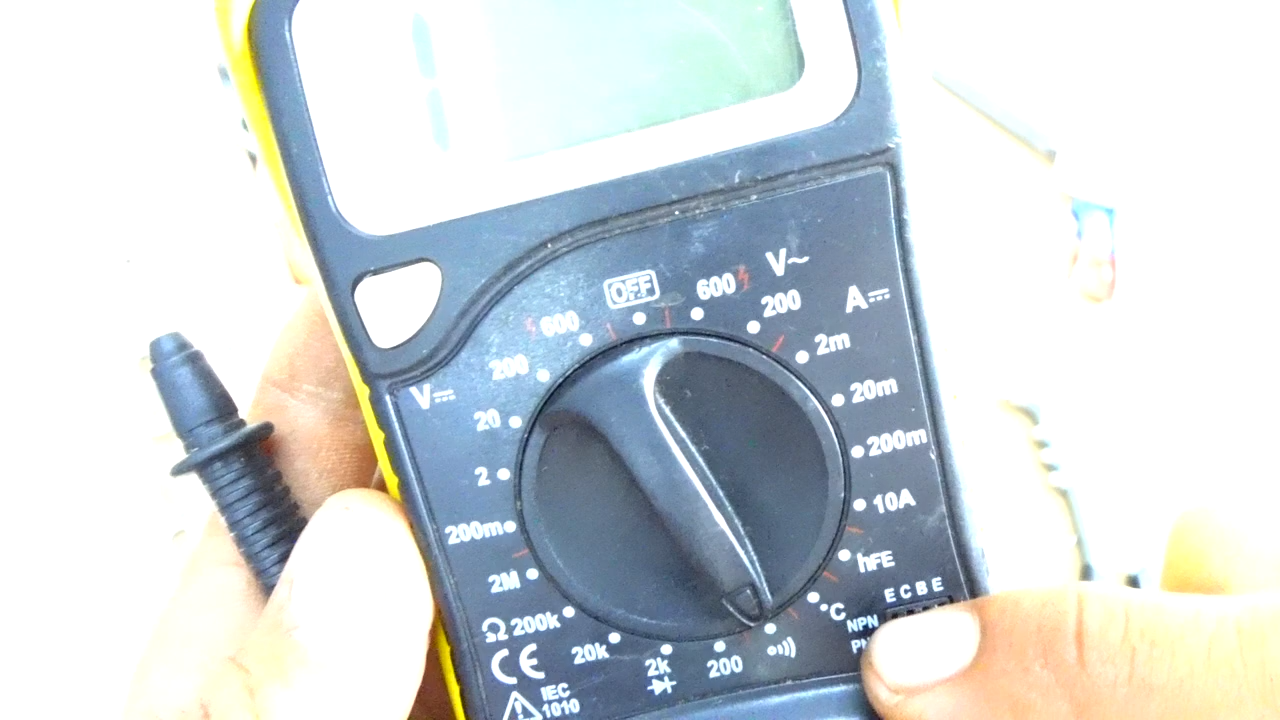 OFF
600
V~
200
A⎓
2m
20m
200m
10A
hFE
°C
E C B E
NPN
200
2k
20k
Ω 200k
2M
200m
2
20
V⎓
200
600
CE
IEC
1010